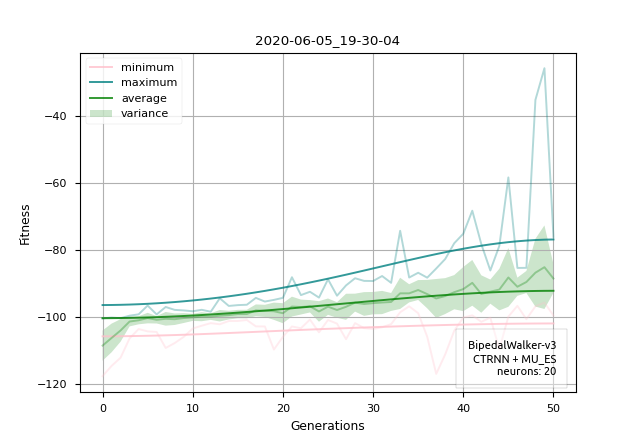 2020-06-05_19-30-04
minimum
maximum
average
variance
−40
−60
−80
−100
−120
Fitness
0
10
20
30
40
50
Generations
BipedalWalker-v3
CTRNN + MU_ES
neurons: 20